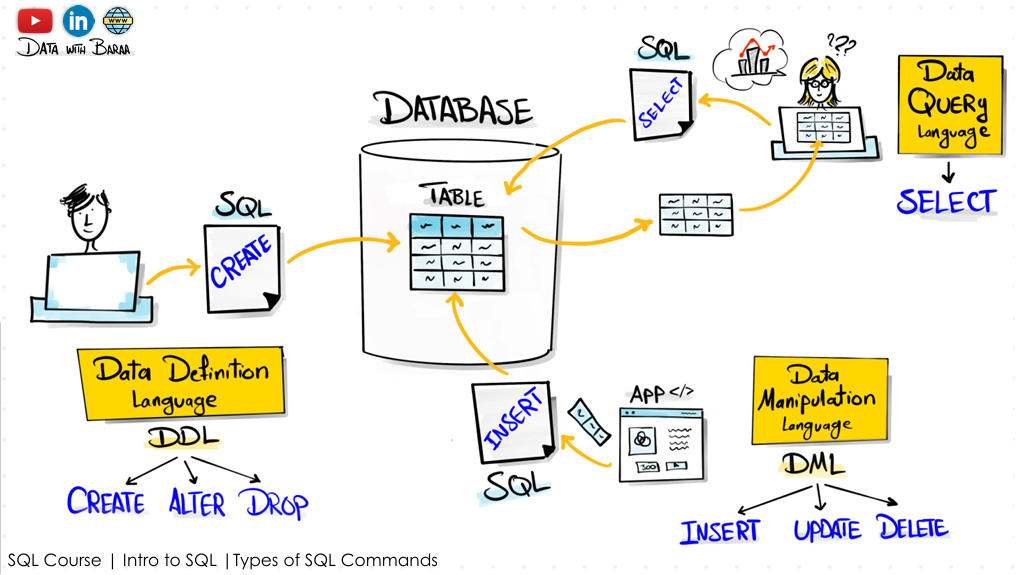 WWW
DATA WITH BARAA
DATABASE
TABLE
SQL
CREATE
SQL
SELECT
???
Data
QUERY
Language
SELECT
Data Definition
Language
DDL
CREATE ALTER DROP
INSERT
SQL
APP </>
300
Data
Manipulation
Language
DML
INSERT UPDATE DELETE
SQL Course | Intro to SQL |Types of SQL Commands